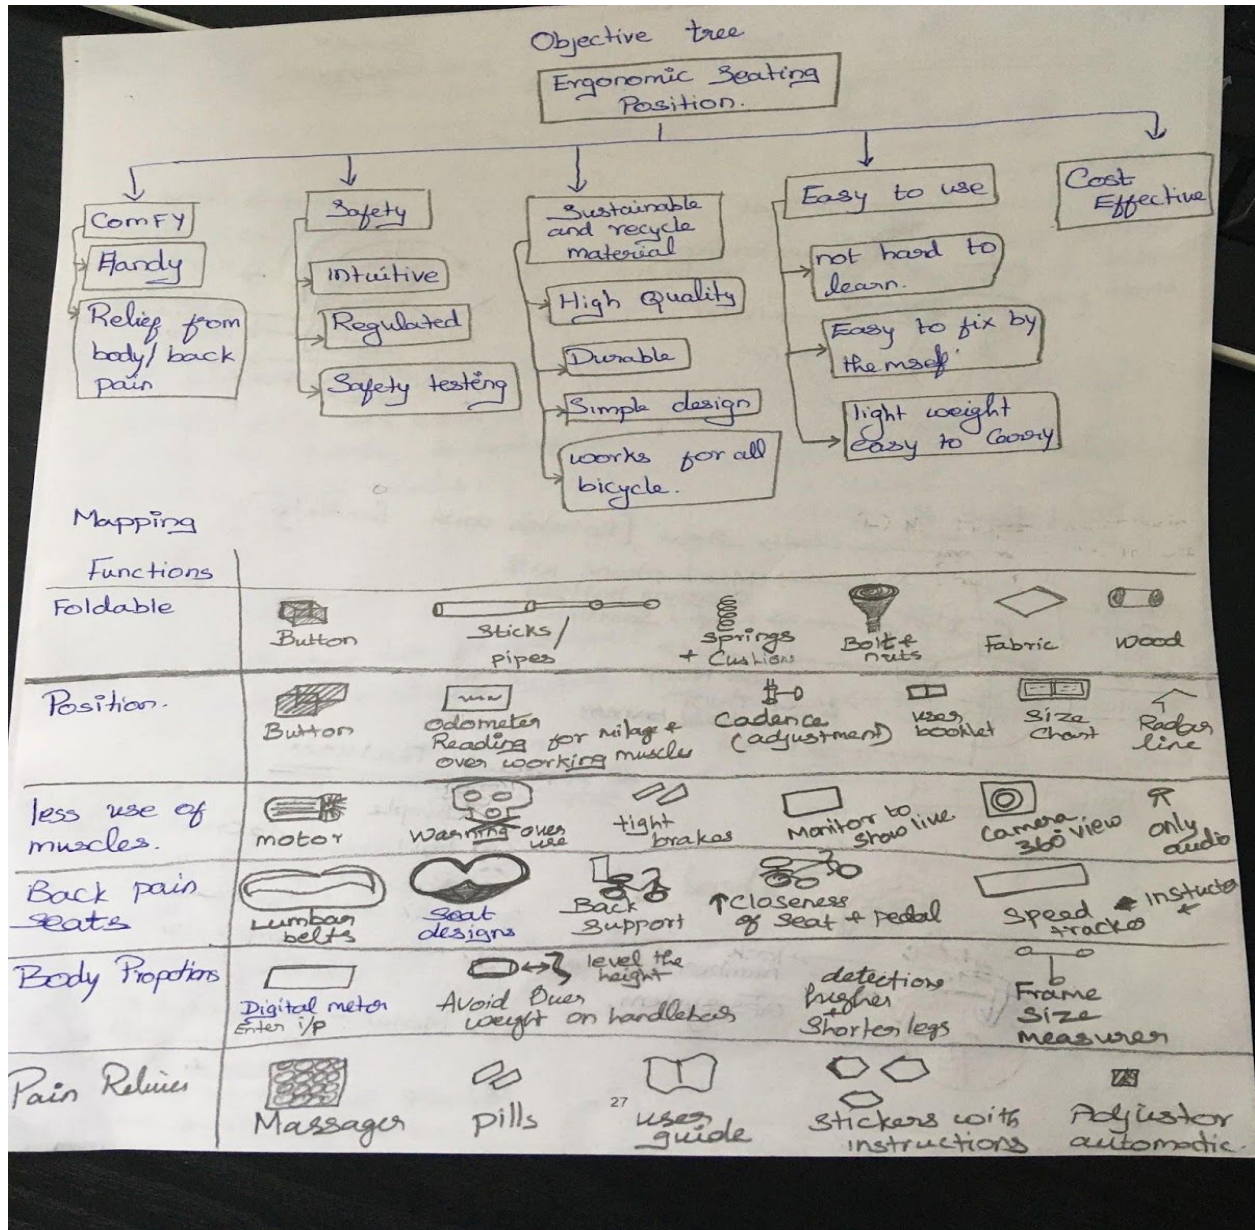 Objective tree
Ergonomic Seating
Position.
Comfy
Handy
Relief from
body/back
pain
Safety
Intuitive
Regulated
Safety testing
Sustainable
and recycle
material
High Quality
Durable
Simple design
works for all
bicycle.
Easy to use
not hard to
learn.
Easy to fix by
themself.
light weight
easy to carry
Cost
Effective
Mapping
Functions
Foldable
Button
Sticks/
pipes
springs
+ Cushions
Bolt +
nuts
Fabric
wood
Position.
Button
Odometer
Reading for milage +
over working muscle
Cadence
(adjustment)
user
booklet
Size
Chart
Radar
line
less use of
muscles.
motor
Warning over
use
tight
brakes
Monitor to
show live
Camera
360 view
only
audio
Back pain
seats
Lumbar
belts
Seat
designs
Back
Support
↑ Closeness
of seat + pedal
Speed
tracker
Instuctor
+
Body Propotions
Digital meter
Enter i/p
level the
height
Avoid Over
weight on handlebars
detection
higher
Shorter legs
Frame
Size
measurer
Pain
Massager
pills
27
user
guide
Stickers with
instructions
Adjustor
automatic.